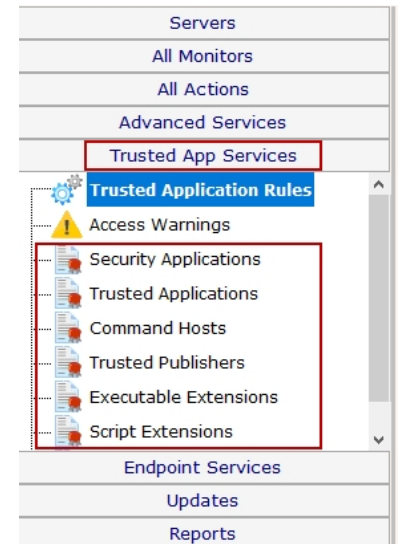 Servers
All Monitors
All Actions
Advanced Services
Trusted App Services
Trusted Application Rules
Access Warnings
Security Applications
Trusted Applications
Command Hosts
Trusted Publishers
Executable Extensions
Script Extensions
Endpoint Services
Updates
Reports